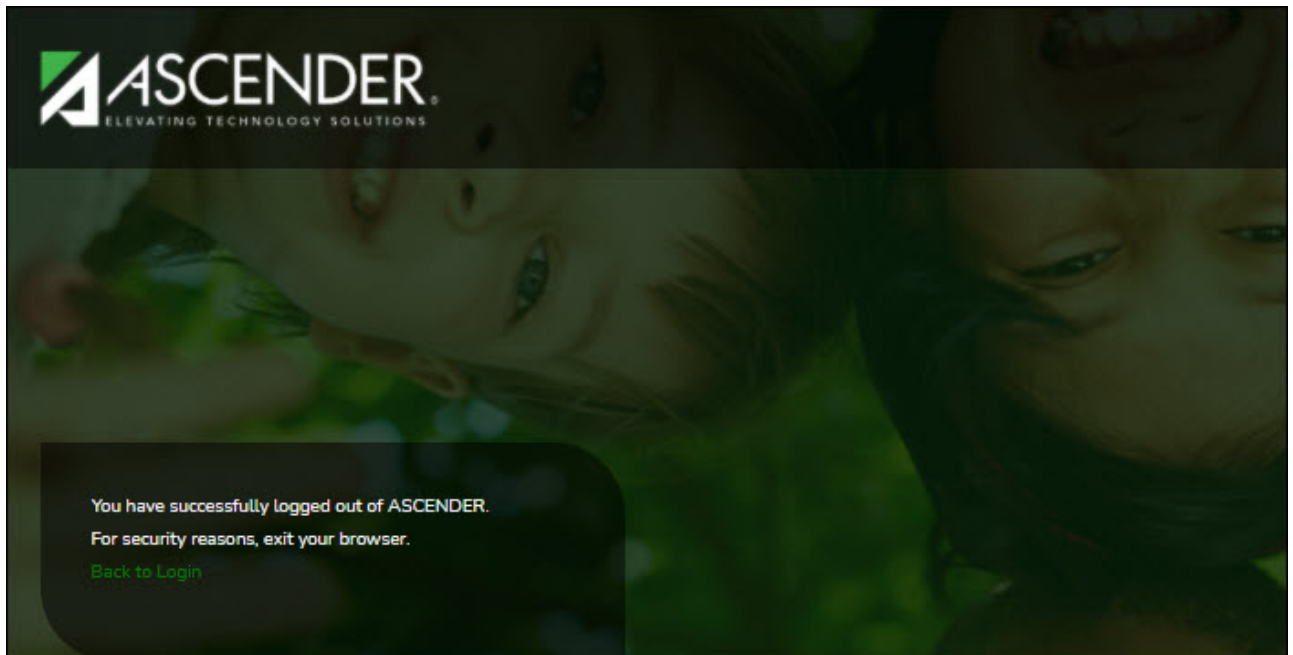 ASCENDER®
ELEVATING TECHNOLOGY SOLUTIONS
You have successfully logged out of ASCENDER.
For security reasons, exit your browser.
Back to Login